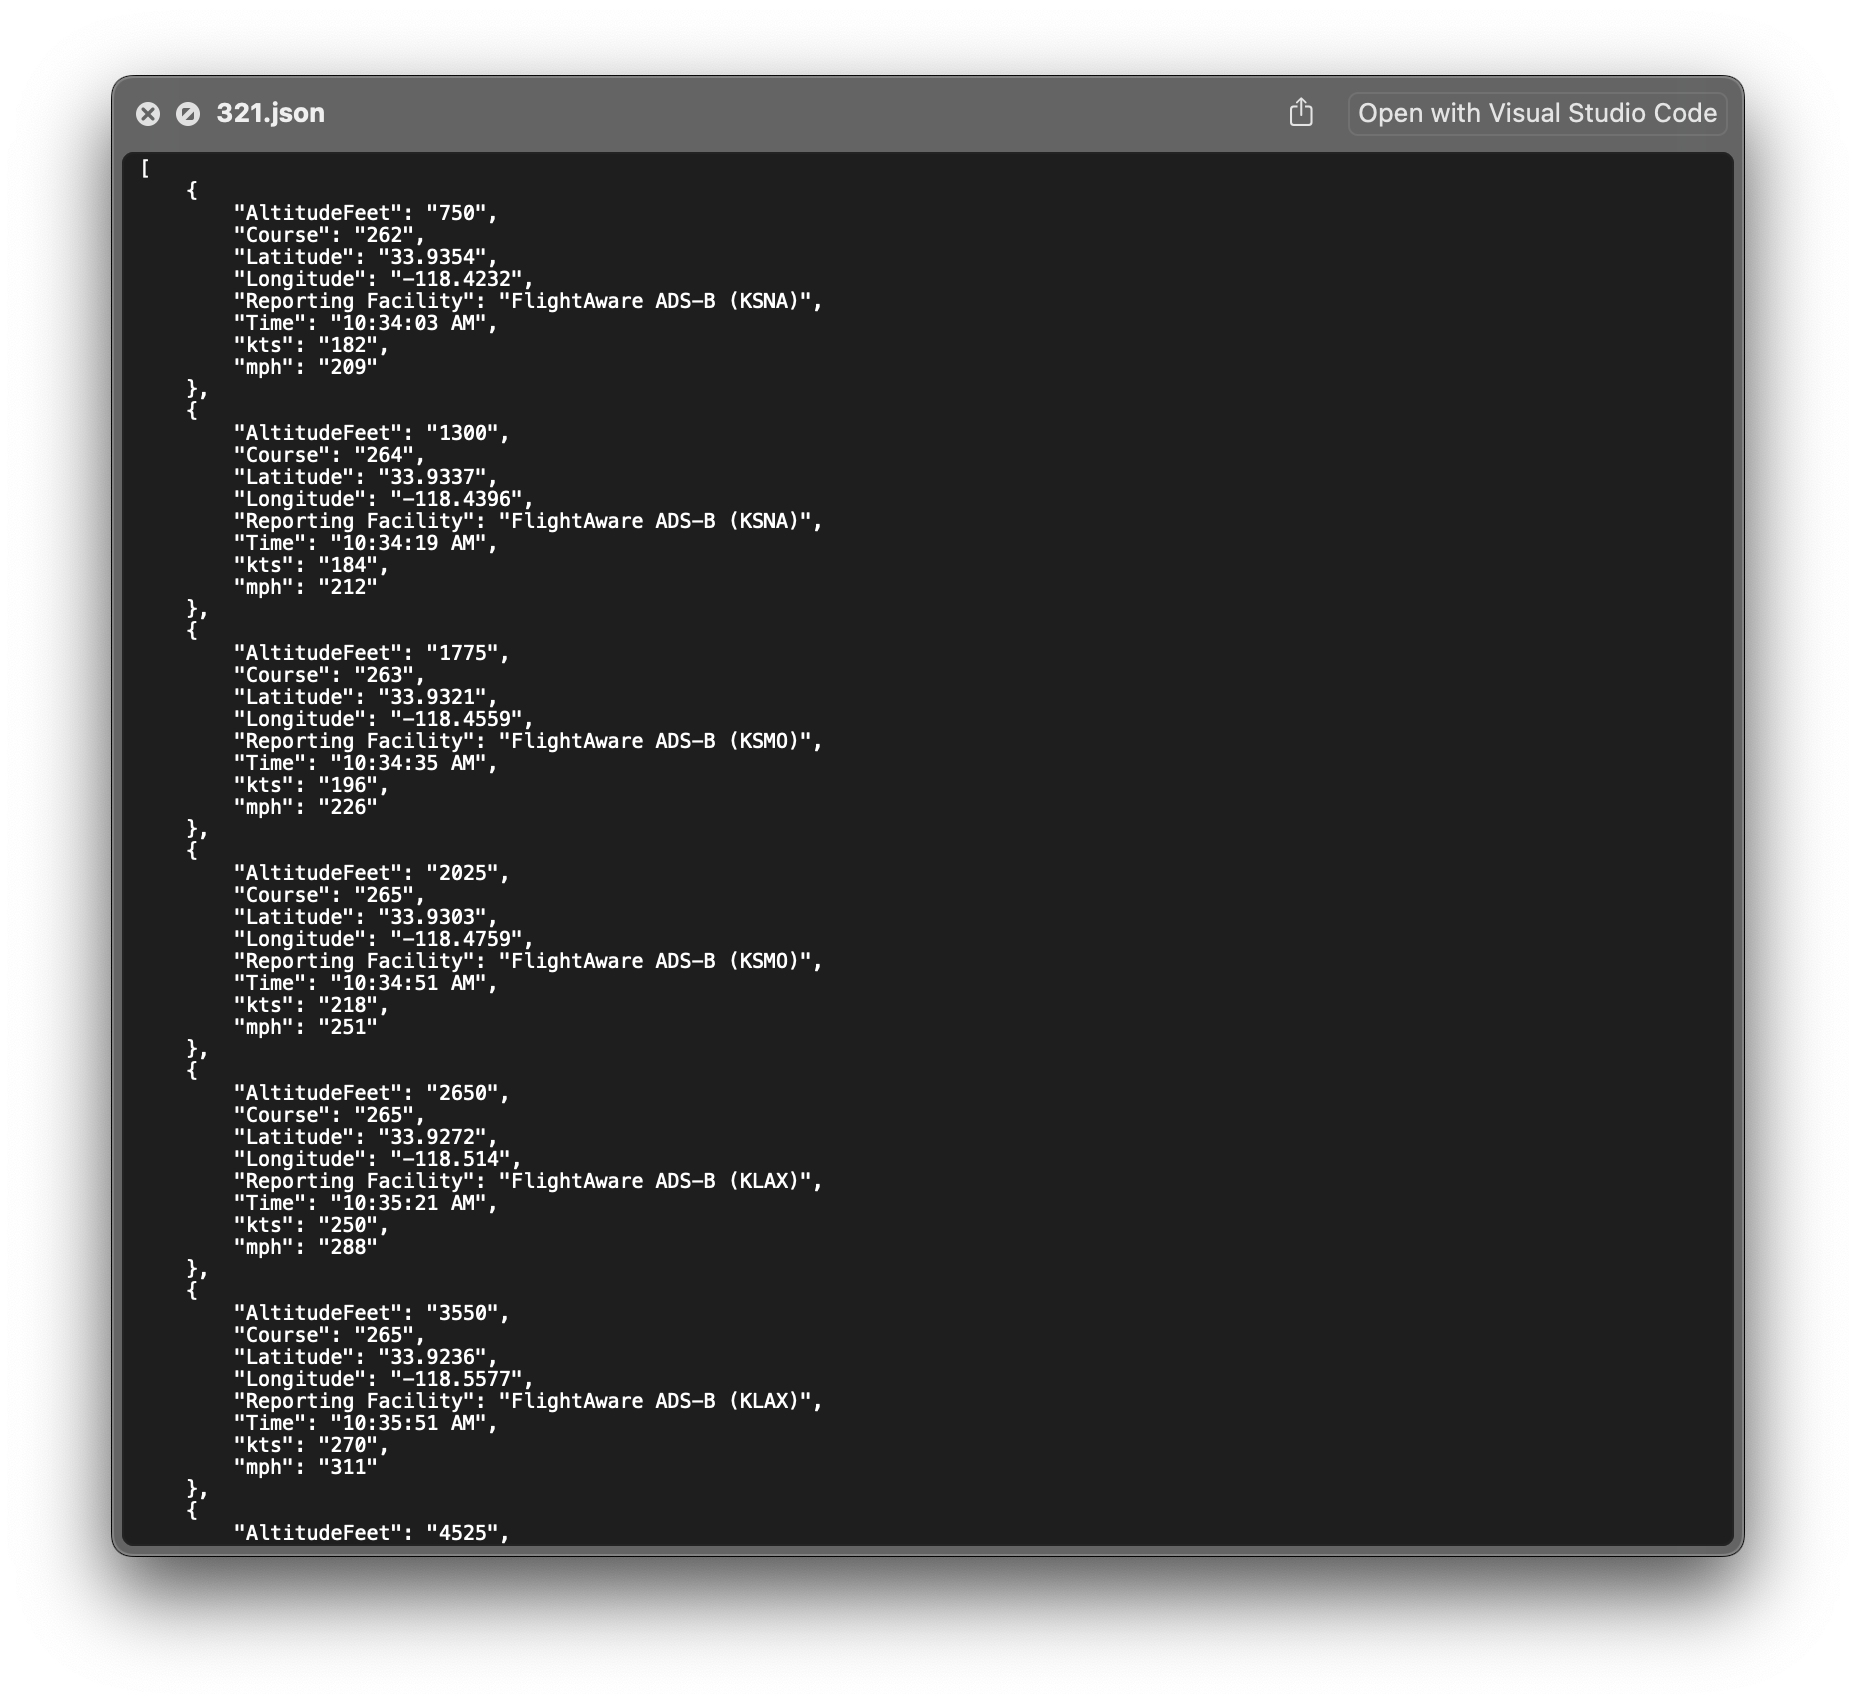 321.json
Open with Visual Studio Code
[
    {
        "AltitudeFeet": "750",
        "Course": "262",
        "Latitude": "33.9354",
        "Longitude": "-118.4232",
        "Reporting Facility": "FlightAware ADS-B (KSNA)",
        "Time": "10:34:03 AM",
        "kts": "182",
        "mph": "209"
    },
    {
        "AltitudeFeet": "1300",
        "Course": "264",
        "Latitude": "33.9337",
        "Longitude": "-118.4396",
        "Reporting Facility": "FlightAware ADS-B (KSNA)",
        "Time": "10:34:19 AM",
        "kts": "184",
        "mph": "212"
    },
    {
        "AltitudeFeet": "1775",
        "Course": "263",
        "Latitude": "33.9321",
        "Longitude": "-118.4559",
        "Reporting Facility": "FlightAware ADS-B (KSMO)",
        "Time": "10:34:35 AM",
        "kts": "196",
        "mph": "226"
    },
    {
        "AltitudeFeet": "2025",
        "Course": "265",
        "Latitude": "33.9303",
        "Longitude": "-118.4759",
        "Reporting Facility": "FlightAware ADS-B (KSMO)",
        "Time": "10:34:51 AM",
        "kts": "218",
        "mph": "251"
    },
    {
        "AltitudeFeet": "2650",
        "Course": "265",
        "Latitude": "33.9272",
        "Longitude": "-118.514",
        "Reporting Facility": "FlightAware ADS-B (KLAX)",
        "Time": "10:35:21 AM",
        "kts": "250",
        "mph": "288"
    },
    {
        "AltitudeFeet": "3550",
        "Course": "265",
        "Latitude": "33.9236",
        "Longitude": "-118.5577",
        "Reporting Facility": "FlightAware ADS-B (KLAX)",
        "Time": "10:35:51 AM",
        "kts": "270",
        "mph": "311"
    },
    {
        "AltitudeFeet": "4525",